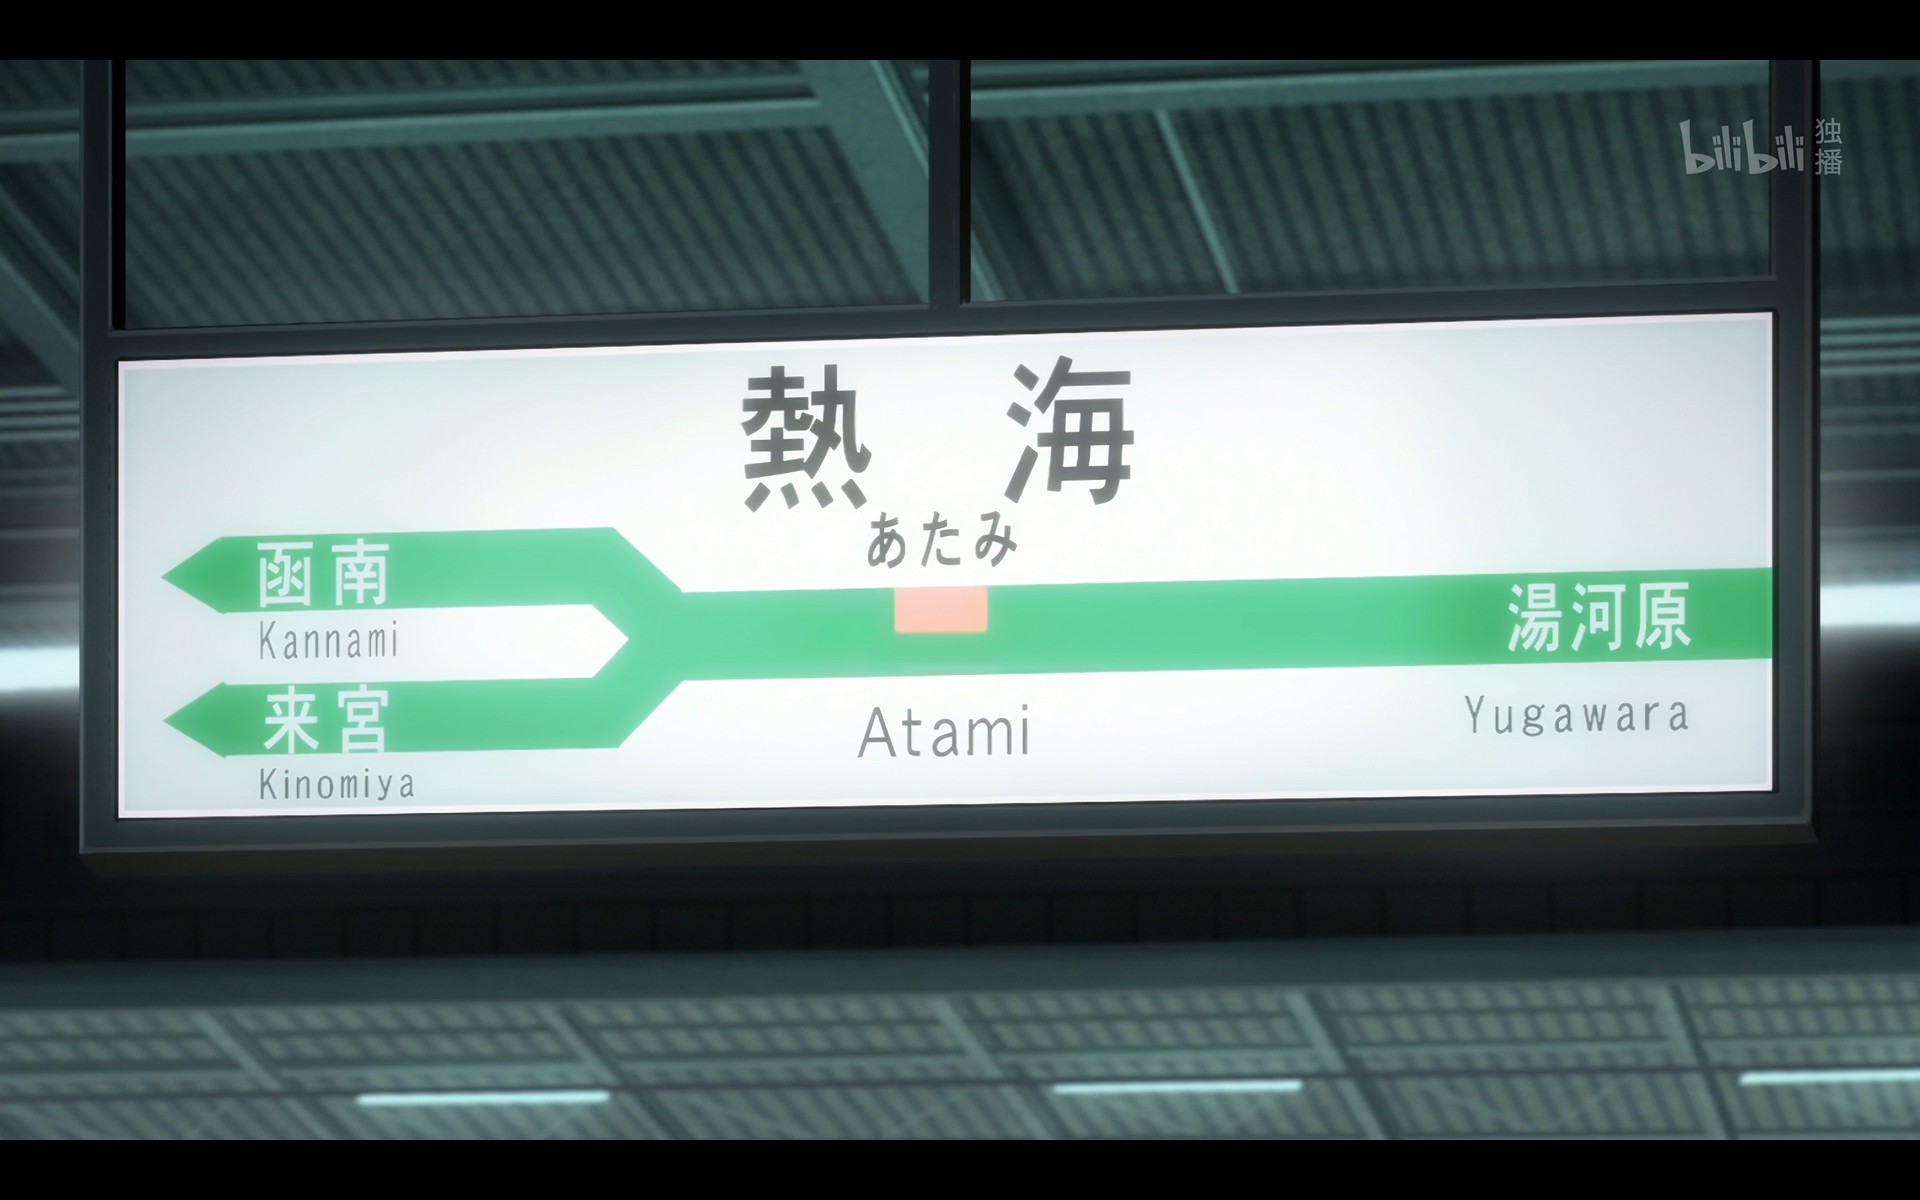 bilibili 独播
熱 海
あたみ
函南
Kannami
来宮
Kinomiya
Atami
湯河原
Yugawara